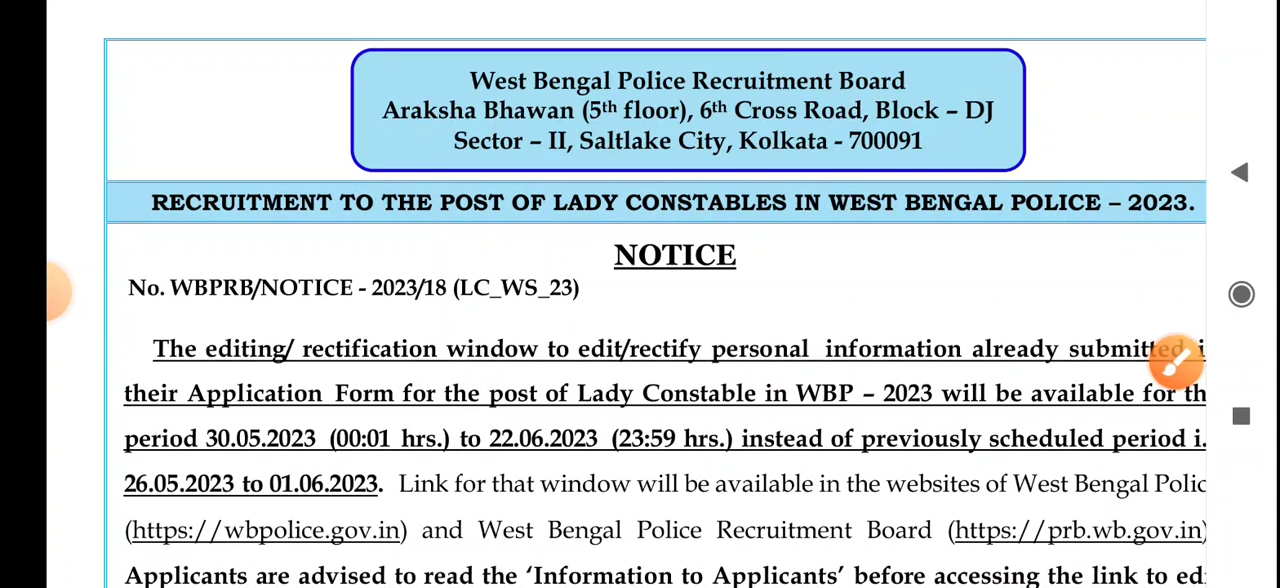 West Bengal Police Recruitment Board
Araksha Bhawan (5th floor), 6th Cross Road, Block – DJ
Sector – II, Saltlake City, Kolkata - 700091
RECRUITMENT TO THE POST OF LADY CONSTABLES IN WEST BENGAL POLICE – 2023.
NOTICE
No. WBPRB/NOTICE - 2023/18 (LC_WS_23)
The editing/ rectification window to edit/rectify personal information already submitted
their Application Form for the post of Lady Constable in WBP – 2023 will be available for
period 30.05.2023 (00:01 hrs.) to 22.06.2023 (23:59 hrs.) instead of previously scheduled period
26.05.2023 to 01.06.2023. Link for that window will be available in the websites of West Bengal
(https://wbpolice.gov.in) and West Bengal Police Recruitment Board (https://prb.wb.gov.in)
Applicants are advised to read the ‘Information to Applicants’ before accessing the link to